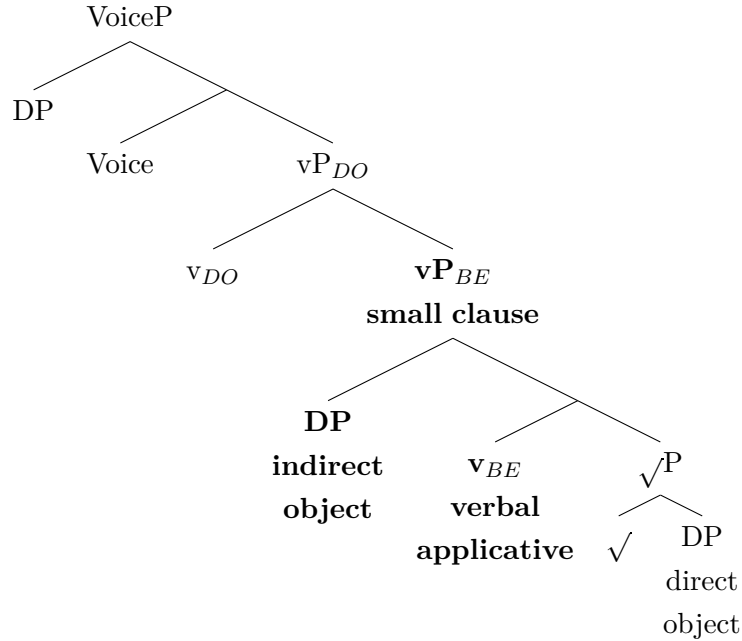 VoiceP
DP
Voice vP_DO
v_DO vP_BE
small clause
DP
indirect v_BE √P
object verbal
applicative √ DP
direct
object